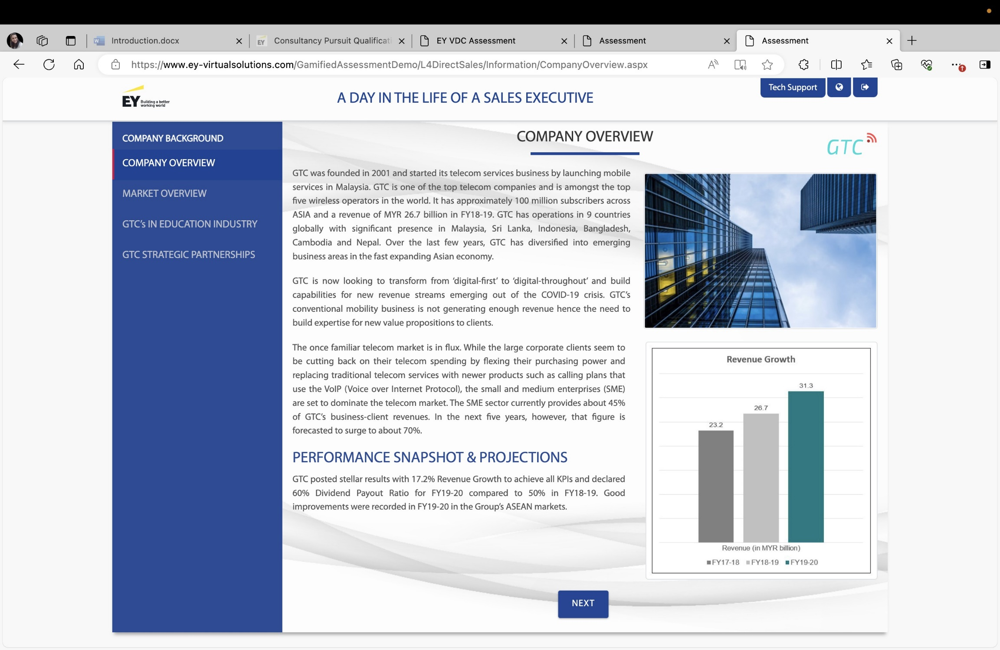 Introduction.docx
Consultancy Pursuit Qualificati
EY VDC Assessment
Assessment
Assessment
https://www.ey-virtualsolutions.com/GamifiedAssessmentDemo/L4DirectSales/Information/CompanyOverview.aspx
EY Building a better
working world
A DAY IN THE LIFE OF A SALES EXECUTIVE
Tech Support
COMPANY BACKGROUND
COMPANY OVERVIEW
MARKET OVERVIEW
GTC's IN EDUCATION INDUSTRY
GTC STRATEGIC PARTNERSHIPS
COMPANY OVERVIEW
GTC
GTC was founded in 2001 and started its telecom services business by launching mobile
services in Malaysia. GTC is one of the top telecom companies and is amongst the top
five wireless operators in the world. It has approximately 100 million subscribers across
ASIA and a revenue of MYR 26.7 billion in FY18-19. GTC has operations in 9 countries
globally with significant presence in Malaysia, Sri Lanka, Indonesia, Bangladesh,
Cambodia and Nepal. Over the last few years, GTC has diversified into emerging
business areas in the fast expanding Asian economy.
GTC is now looking to transform from ‘digital-first’ to ‘digital-throughout’ and build
capabilities for new revenue streams emerging out of the COVID-19 crisis. GTC’s
conventional mobility business is not generating enough revenue hence the need to
build expertise for new value propositions to clients.
The once familiar telecom market is in flux. While the large corporate clients seem to
be cutting back on their telecom spending by flexing their purchasing power and
replacing traditional telecom services with newer products such as calling plans that
use the VoIP (Voice over Internet Protocol), the small and medium enterprises (SME)
are set to dominate the telecom market. The SME sector currently provides about 45%
of GTC’s business-client revenues. In the next five years, however, that figure is
forecasted to surge to about 70%.
PERFORMANCE SNAPSHOT & PROJECTIONS
GTC posted stellar results with 17.2% Revenue Growth to achieve all KPIs and declared
60% Dividend Payout Ratio for FY19-20 compared to 50% in FY18-19. Good
improvements were recorded in FY19-20 in the Group’s ASEAN markets.
Revenue Growth
31.3
26.7
23.2
Revenue (in MYR billion)
FY17-18 FY18-19 FY19-20
NEXT